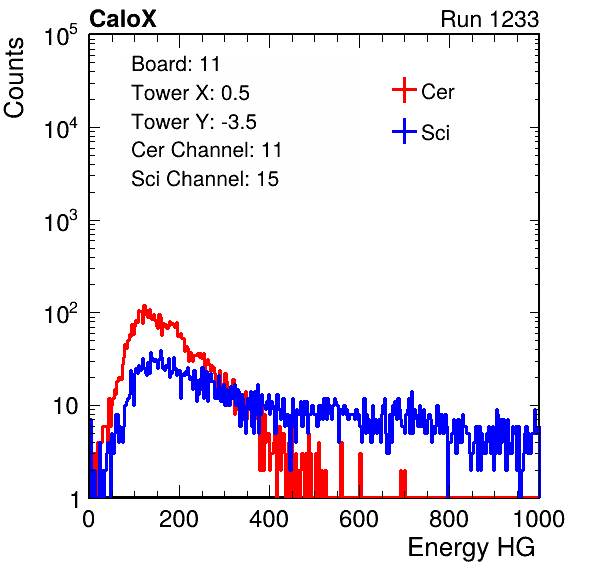 CaloX Run 1233
Counts
Board: 11
Tower X: 0.5
Tower Y: -3.5
Cer Channel: 11
Sci Channel: 15
Cer
Sci
10^5
10^4
10^3
10^2
10
1
0 200 400 600 800 1000
Energy HG